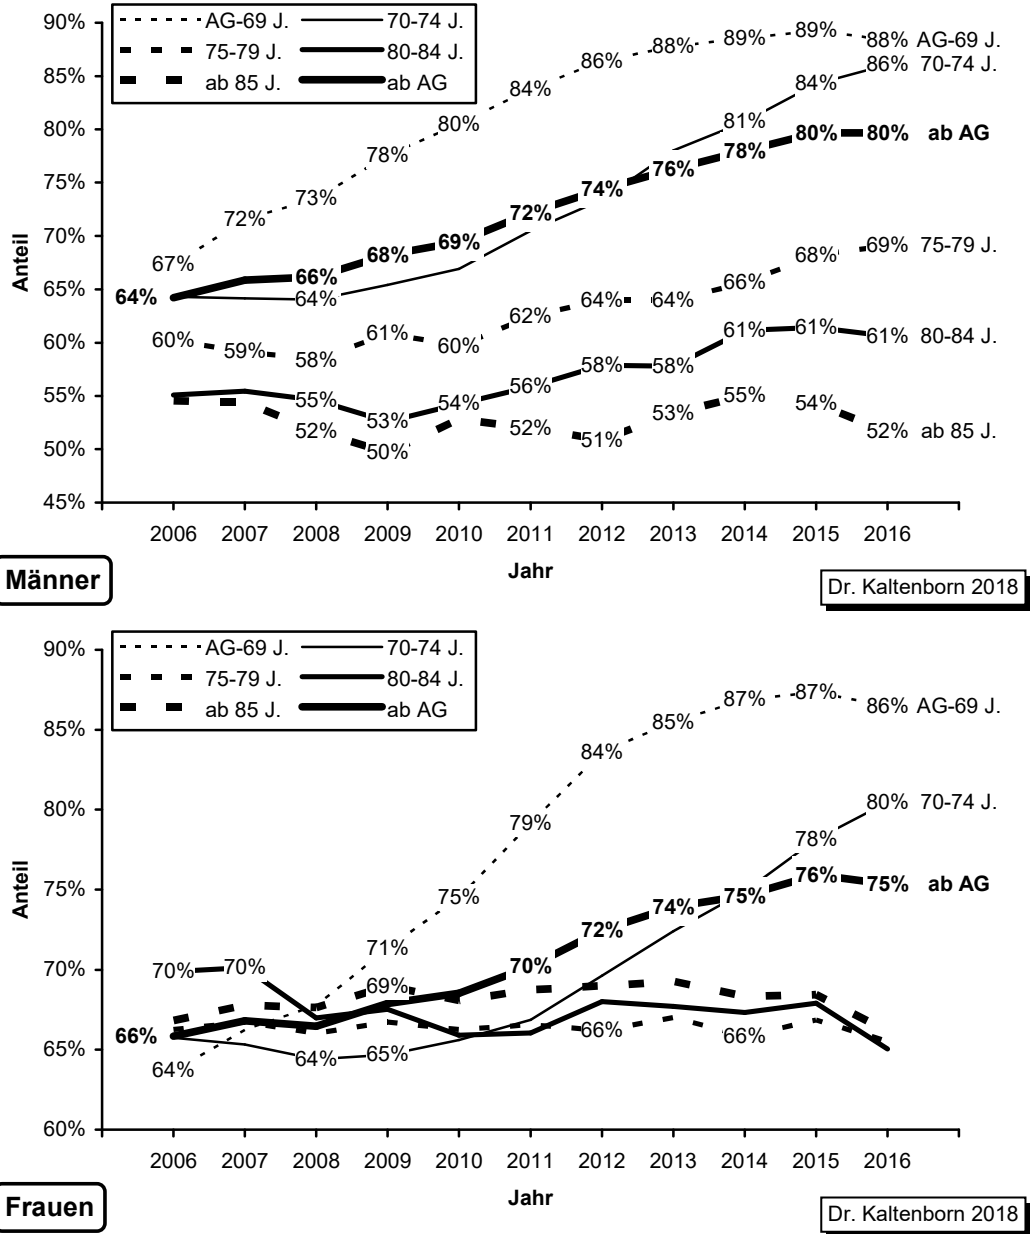 90%
AG-69 J. 70-74 J.
75-79 J. 80-84 J.
ab 85 J. ab AG
88% 89% 89% 88% AG-69 J.
86% 86% 70-74 J.
85% 84% 84%
81%
80% 80% 80% 80% ab AG
78% 78%
76%
75% 74%
73%
72% 72%
70% 69% 69% 75-79 J.
68% 68%
67%
66% 66%
65% 64% 64% 64% 64%
62%
61% 61% 61% 61% 80-84 J.
60% 60% 60%
59% 58% 58% 58%
56%
55% 55% 54% 55% 54%
53% 53%
52% 52% 51% 52% ab 85 J.
50% 50%
45%
Anteil
2006 2007 2008 2009 2010 2011 2012 2013 2014 2015 2016
Jahr
Männer
Dr. Kaltenborn 2018
90%
AG-69 J. 70-74 J.
75-79 J. 80-84 J.
ab 85 J. ab AG
87% 87%
85% 85% 86% AG-69 J.
84%
80% 79% 80% 70-74 J.
78%
75% 75% 75% 76% 75% ab AG
74%
72%
71%
70% 70% 70% 70%
69%
66% 66% 66%
65% 64% 64% 65%
60%
Anteil
2006 2007 2008 2009 2010 2011 2012 2013 2014 2015 2016
Jahr
Frauen
Dr. Kaltenborn 2018